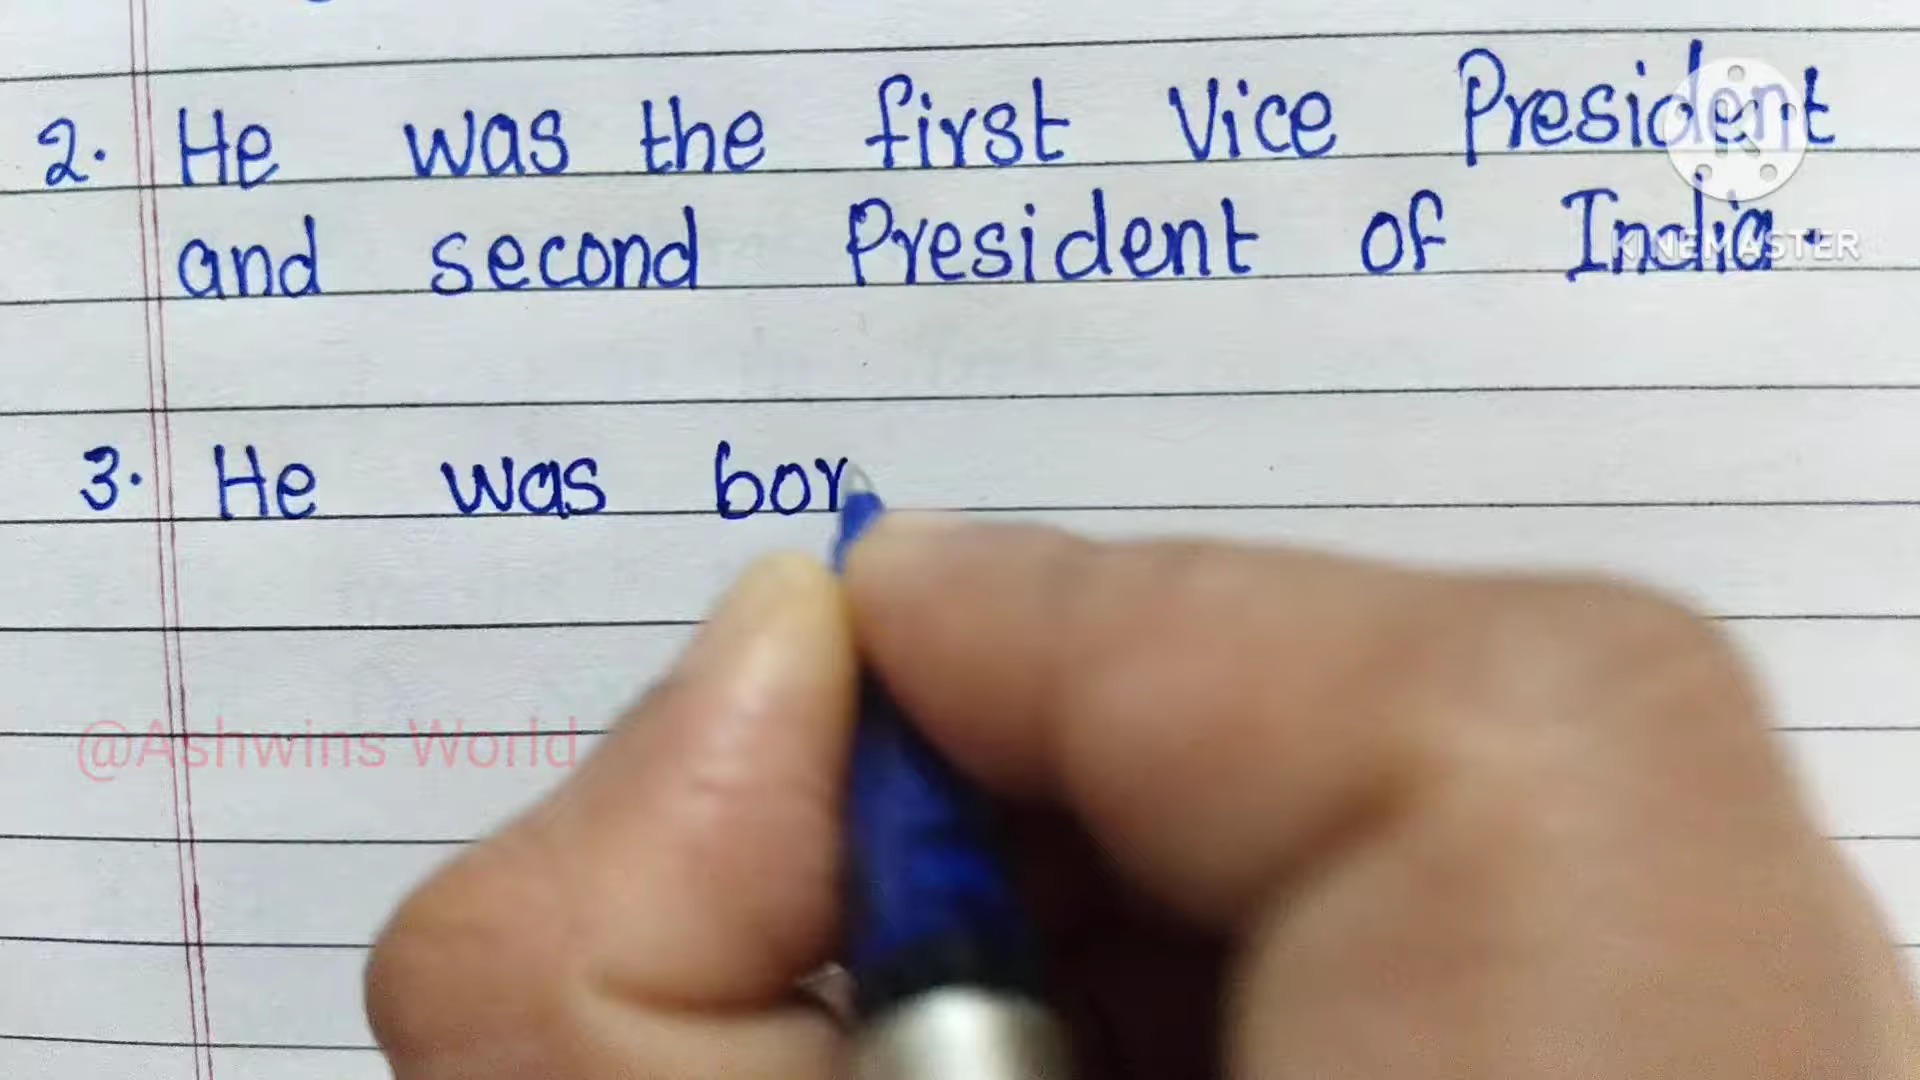 2. He was the first Vice President
and second President of India.
KINEMASTER
3. He was bor
@Ashwins World